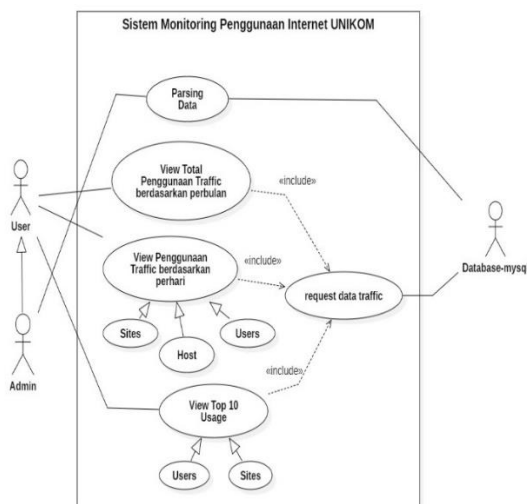 Sistem Monitoring Penggunaan Internet UNIKOM
Parsing
Data
View Total
Penggunaan Traffic
berdasarkan perbulan
«include»
User
View Penggunaan
Traffic berdasarkan
perhari
«include»
Database-mysq
request data traffic
Sites
Users
Host
Admin
«include»
View Top 10
Usage
Users
Sites